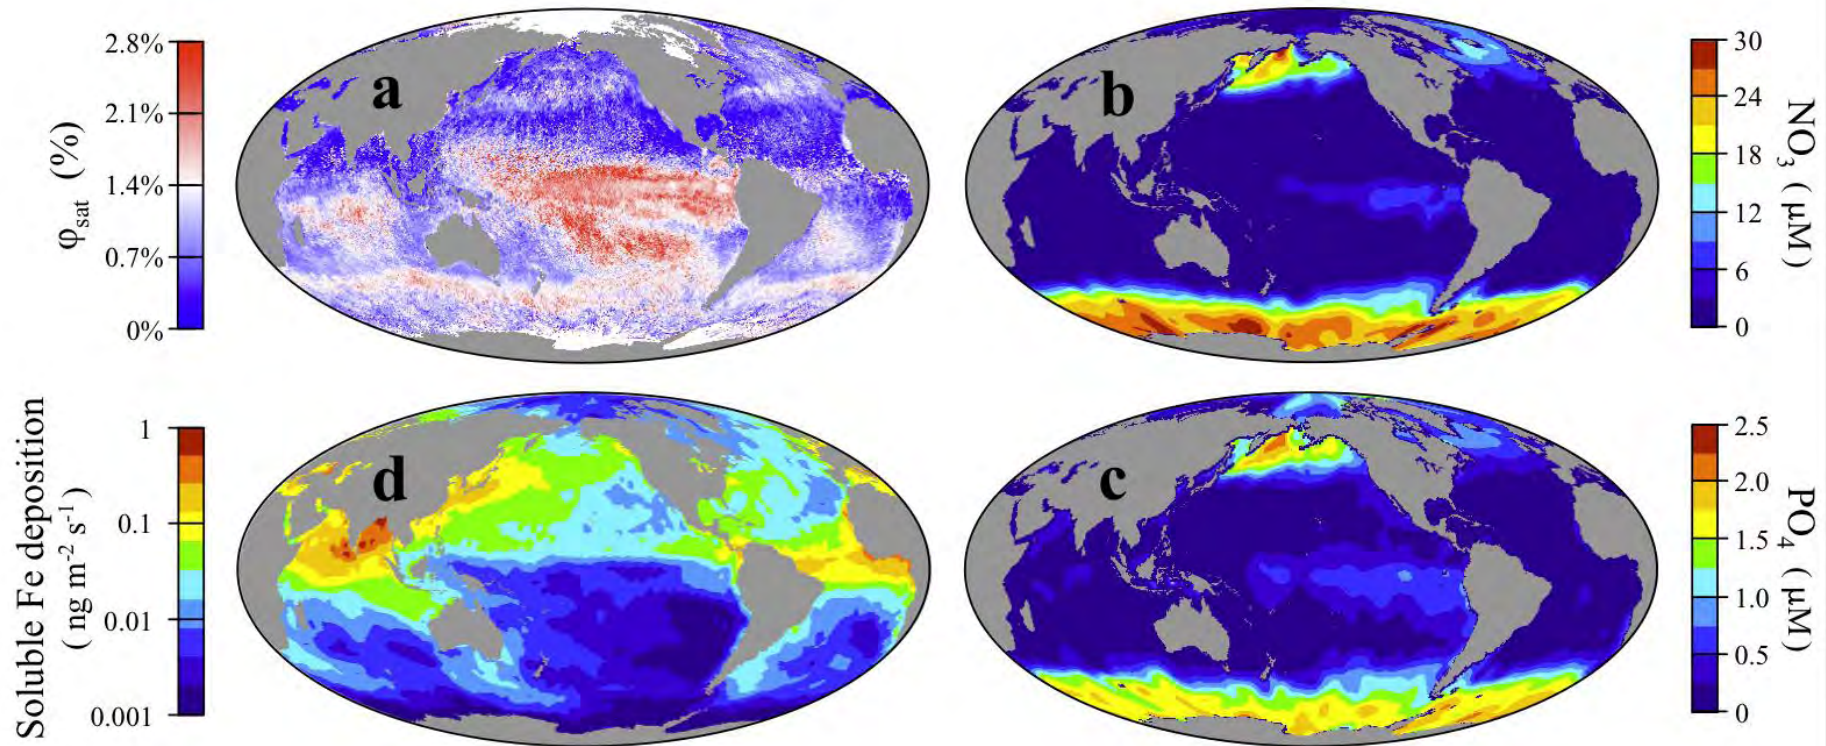 2.8%
2.1%
1.4%
0.7%
0%
φsat (%)
a
b
30
24
18
12
6
0
NO3 ( μM )
Soluble Fe deposition
( ng m-2 s-1 )
1
0.1
0.01
0.001
d
c
2.5
2.0
1.5
1.0
0.5
0
PO4 ( μM )